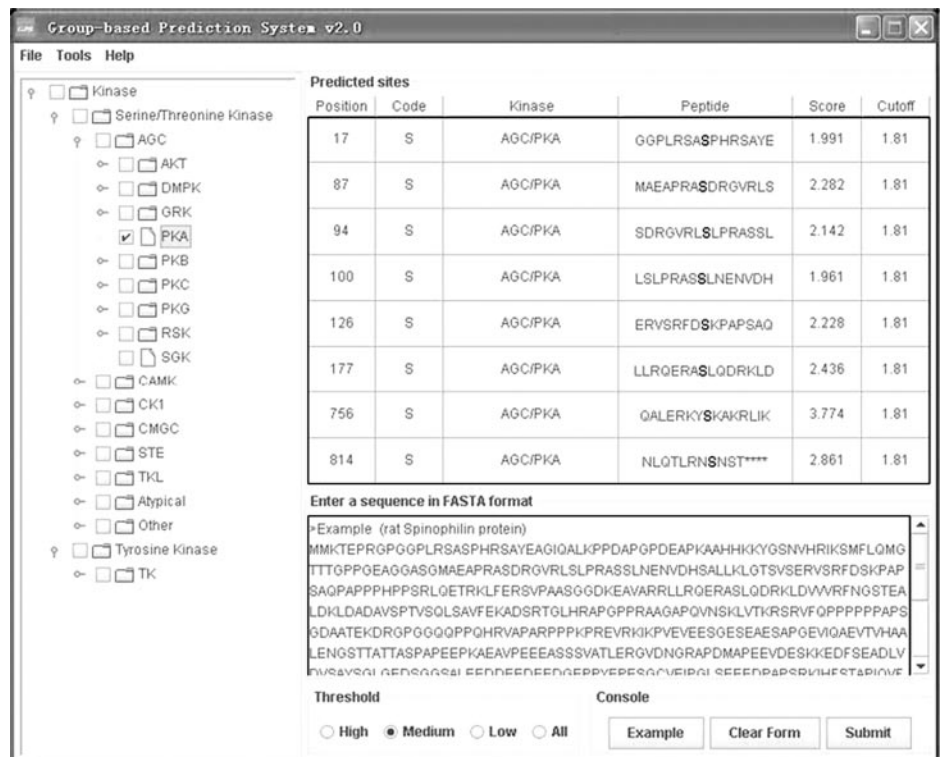 Group-based Prediction System v2.0
File Tools Help
Kinase
Serine/Threonine Kinase
AGC
AKT
DMPK
GRK
PKA
PKB
PKC
PKG
RSK
SGK
CAMK
CK1
CMGC
STE
TKL
Atypical
Other
Tyrosine Kinase
TK
Predicted sites
Position Code Kinase Peptide Score Cutoff
17 S AGC/PKA GGPLRSASPHRSAYE 1.991 1.81
87 S AGC/PKA MAEAPRASDRGVRLS 2.282 1.81
94 S AGC/PKA SDRGVRLSLPRASSL 2.142 1.81
100 S AGC/PKA LSLPRASSLNENVDH 1.961 1.81
126 S AGC/PKA ERVSRFDSKPAPSAQ 2.228 1.81
177 S AGC/PKA LLRQERASLQDRKLD 2.436 1.81
756 S AGC/PKA QALERKYSKAKRLIK 3.774 1.81
814 S AGC/PKA NLQTLRNSNST**** 2.861 1.81
Enter a sequence in FASTA format
>Example (rat Spinophilin protein)
MMKTEPRGPGGPLRSASPHRSAYEAGIQALKPPDAPGPDEAPKAAHHKKYGSNVHRIKSMFLQMG
TTTGPPGEAGGASGMAEAPRASDRGVRLSLPRASSLNENVDHSALLKLGTSVSERVSRFDSKPAP
SAQPAPPPHPPSRLQETRKLFERSVPAASGGDKEAVARRLLRQERASLQDRKLDVVVRFNGSTEA
LDKLDADAVSPTVSQLSAVFEKADSRTGLHRAPGPPRAAGAPQVNSKLVTKRSRVFQPPPPPPAPS
GDAATEKDRGPGGQQPPQHRVAPARPPPKPREVRKIKPVEVEESGESEAESAPGEVIQAEVTVHAA
LENGSTTATTASPAPEEPKAEAVPEEEAASSSVATLERGVDNGRAPDMAPEEVDESKKEDFSEADLV
DVSAYSGLGEDSGGSALEEDDEEDEEDGEPPYEPESGCVEIPGLSEEEDPAPSRKIHFSTAPIQVF
Threshold
High Medium Low All
Console
Example Clear Form Submit